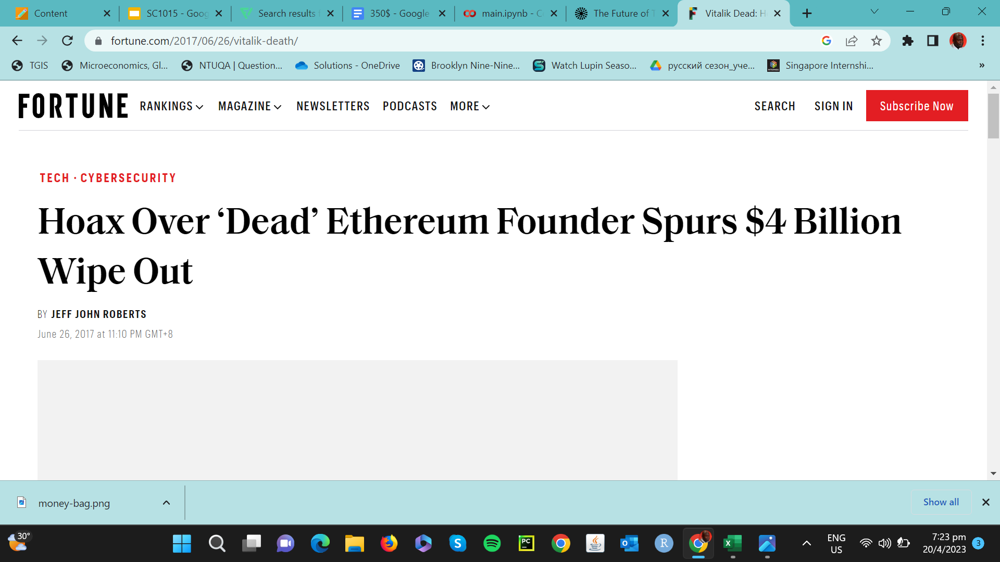 Content
SC1015 - Goog
Search results
350$ - Google
main.ipynb - C
The Future of T
Vitalik Dead: H
fortune.com/2017/06/26/vitalik-death/
TGIS
Microeconomics, Gl...
NTUQA | Question...
Solutions - OneDrive
Brooklyn Nine-Nine...
Watch Lupin Seaso...
русский сезон_уче...
Singapore Internshi...
»
FORTUNE
RANKINGS
MAGAZINE
NEWSLETTERS
PODCASTS
MORE
SEARCH
SIGN IN
Subscribe Now
TECH · CYBERSECURITY
Hoax Over ‘Dead’ Ethereum Founder Spurs $4 Billion
Wipe Out
BY JEFF JOHN ROBERTS
June 26, 2017 at 11:10 PM GMT+8
money-bag.png
Show all
30°
PC
R
ENG
US
7:23 pm
20/4/2023
3